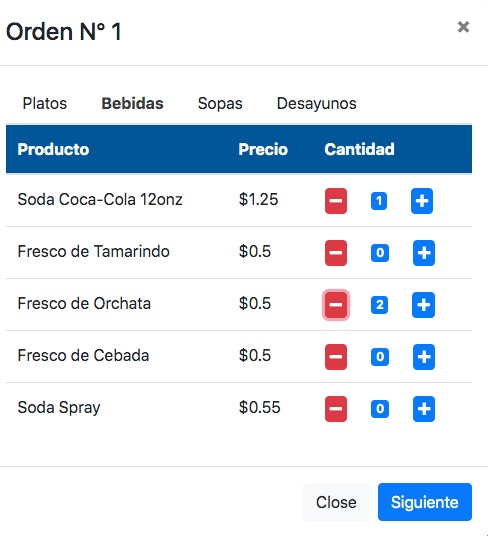 Orden N° 1 ×
Platos Bebidas Sopas Desayunos
Producto Precio Cantidad
Soda Coca-Cola 12onz $1.25 − 1 +
Fresco de Tamarindo $0.5 − 0 +
Fresco de Orchata $0.5 − 2 +
Fresco de Cebada $0.5 − 0 +
Soda Spray $0.55 − 0 +
Close Siguiente